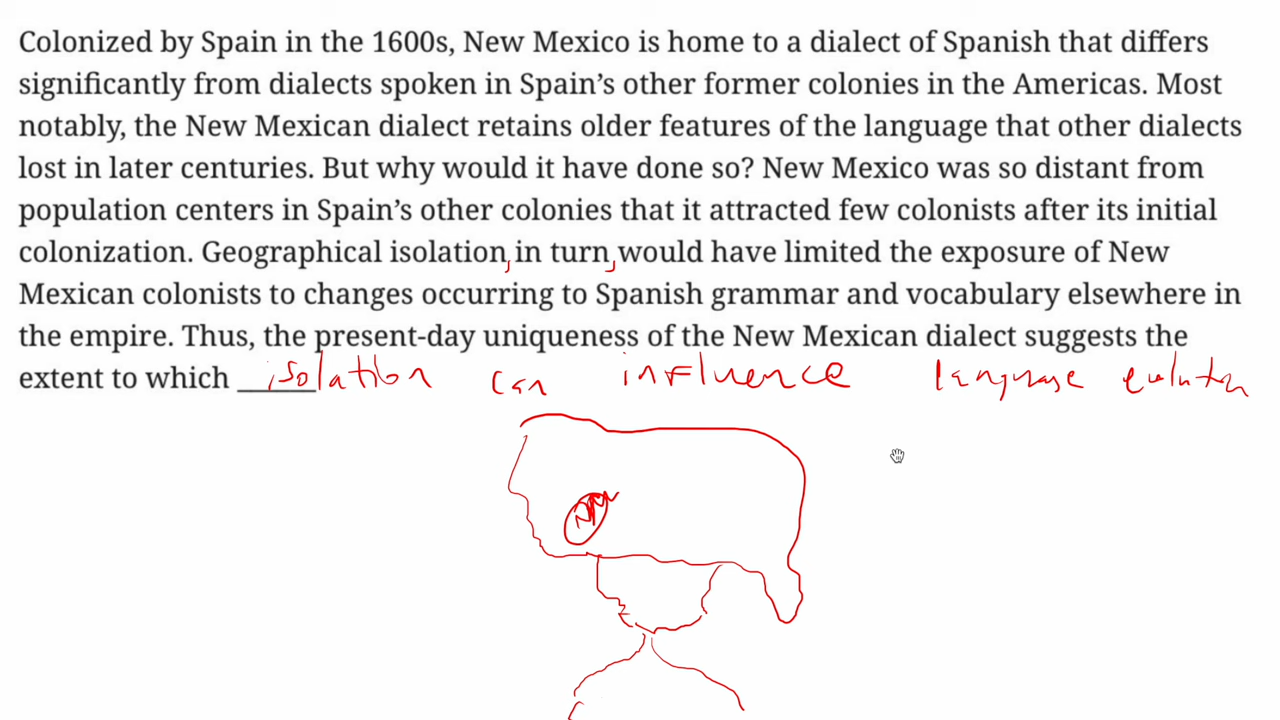 Colonized by Spain in the 1600s, New Mexico is home to a dialect of Spanish that differs
significantly from dialects spoken in Spain’s other former colonies in the Americas. Most
notably, the New Mexican dialect retains older features of the language that other dialects
lost in later centuries. But why would it have done so? New Mexico was so distant from
population centers in Spain’s other colonies that it attracted few colonists after its initial
colonization. Geographical isolation, in turn, would have limited the exposure of New
Mexican colonists to changes occurring to Spanish grammar and vocabulary elsewhere in
the empire. Thus, the present-day uniqueness of the New Mexican dialect suggests the
extent to which ______ isolation can influence language evolution
NM